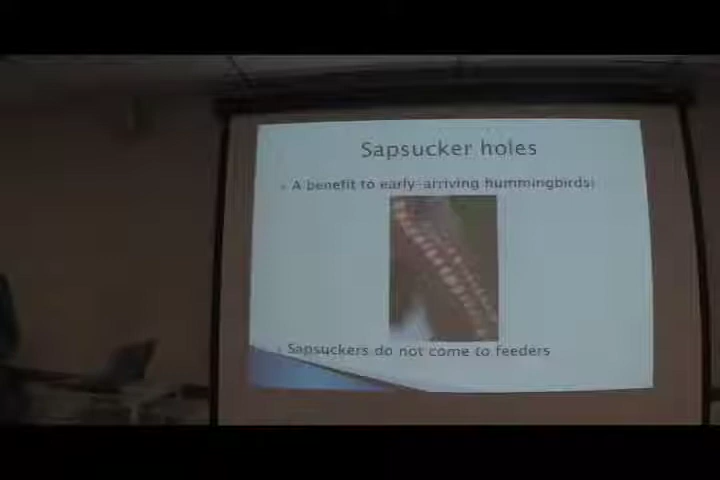 Sapsucker holes
A benefit to early-arriving hummingbirds!
Sapsuckers do not come to feeders